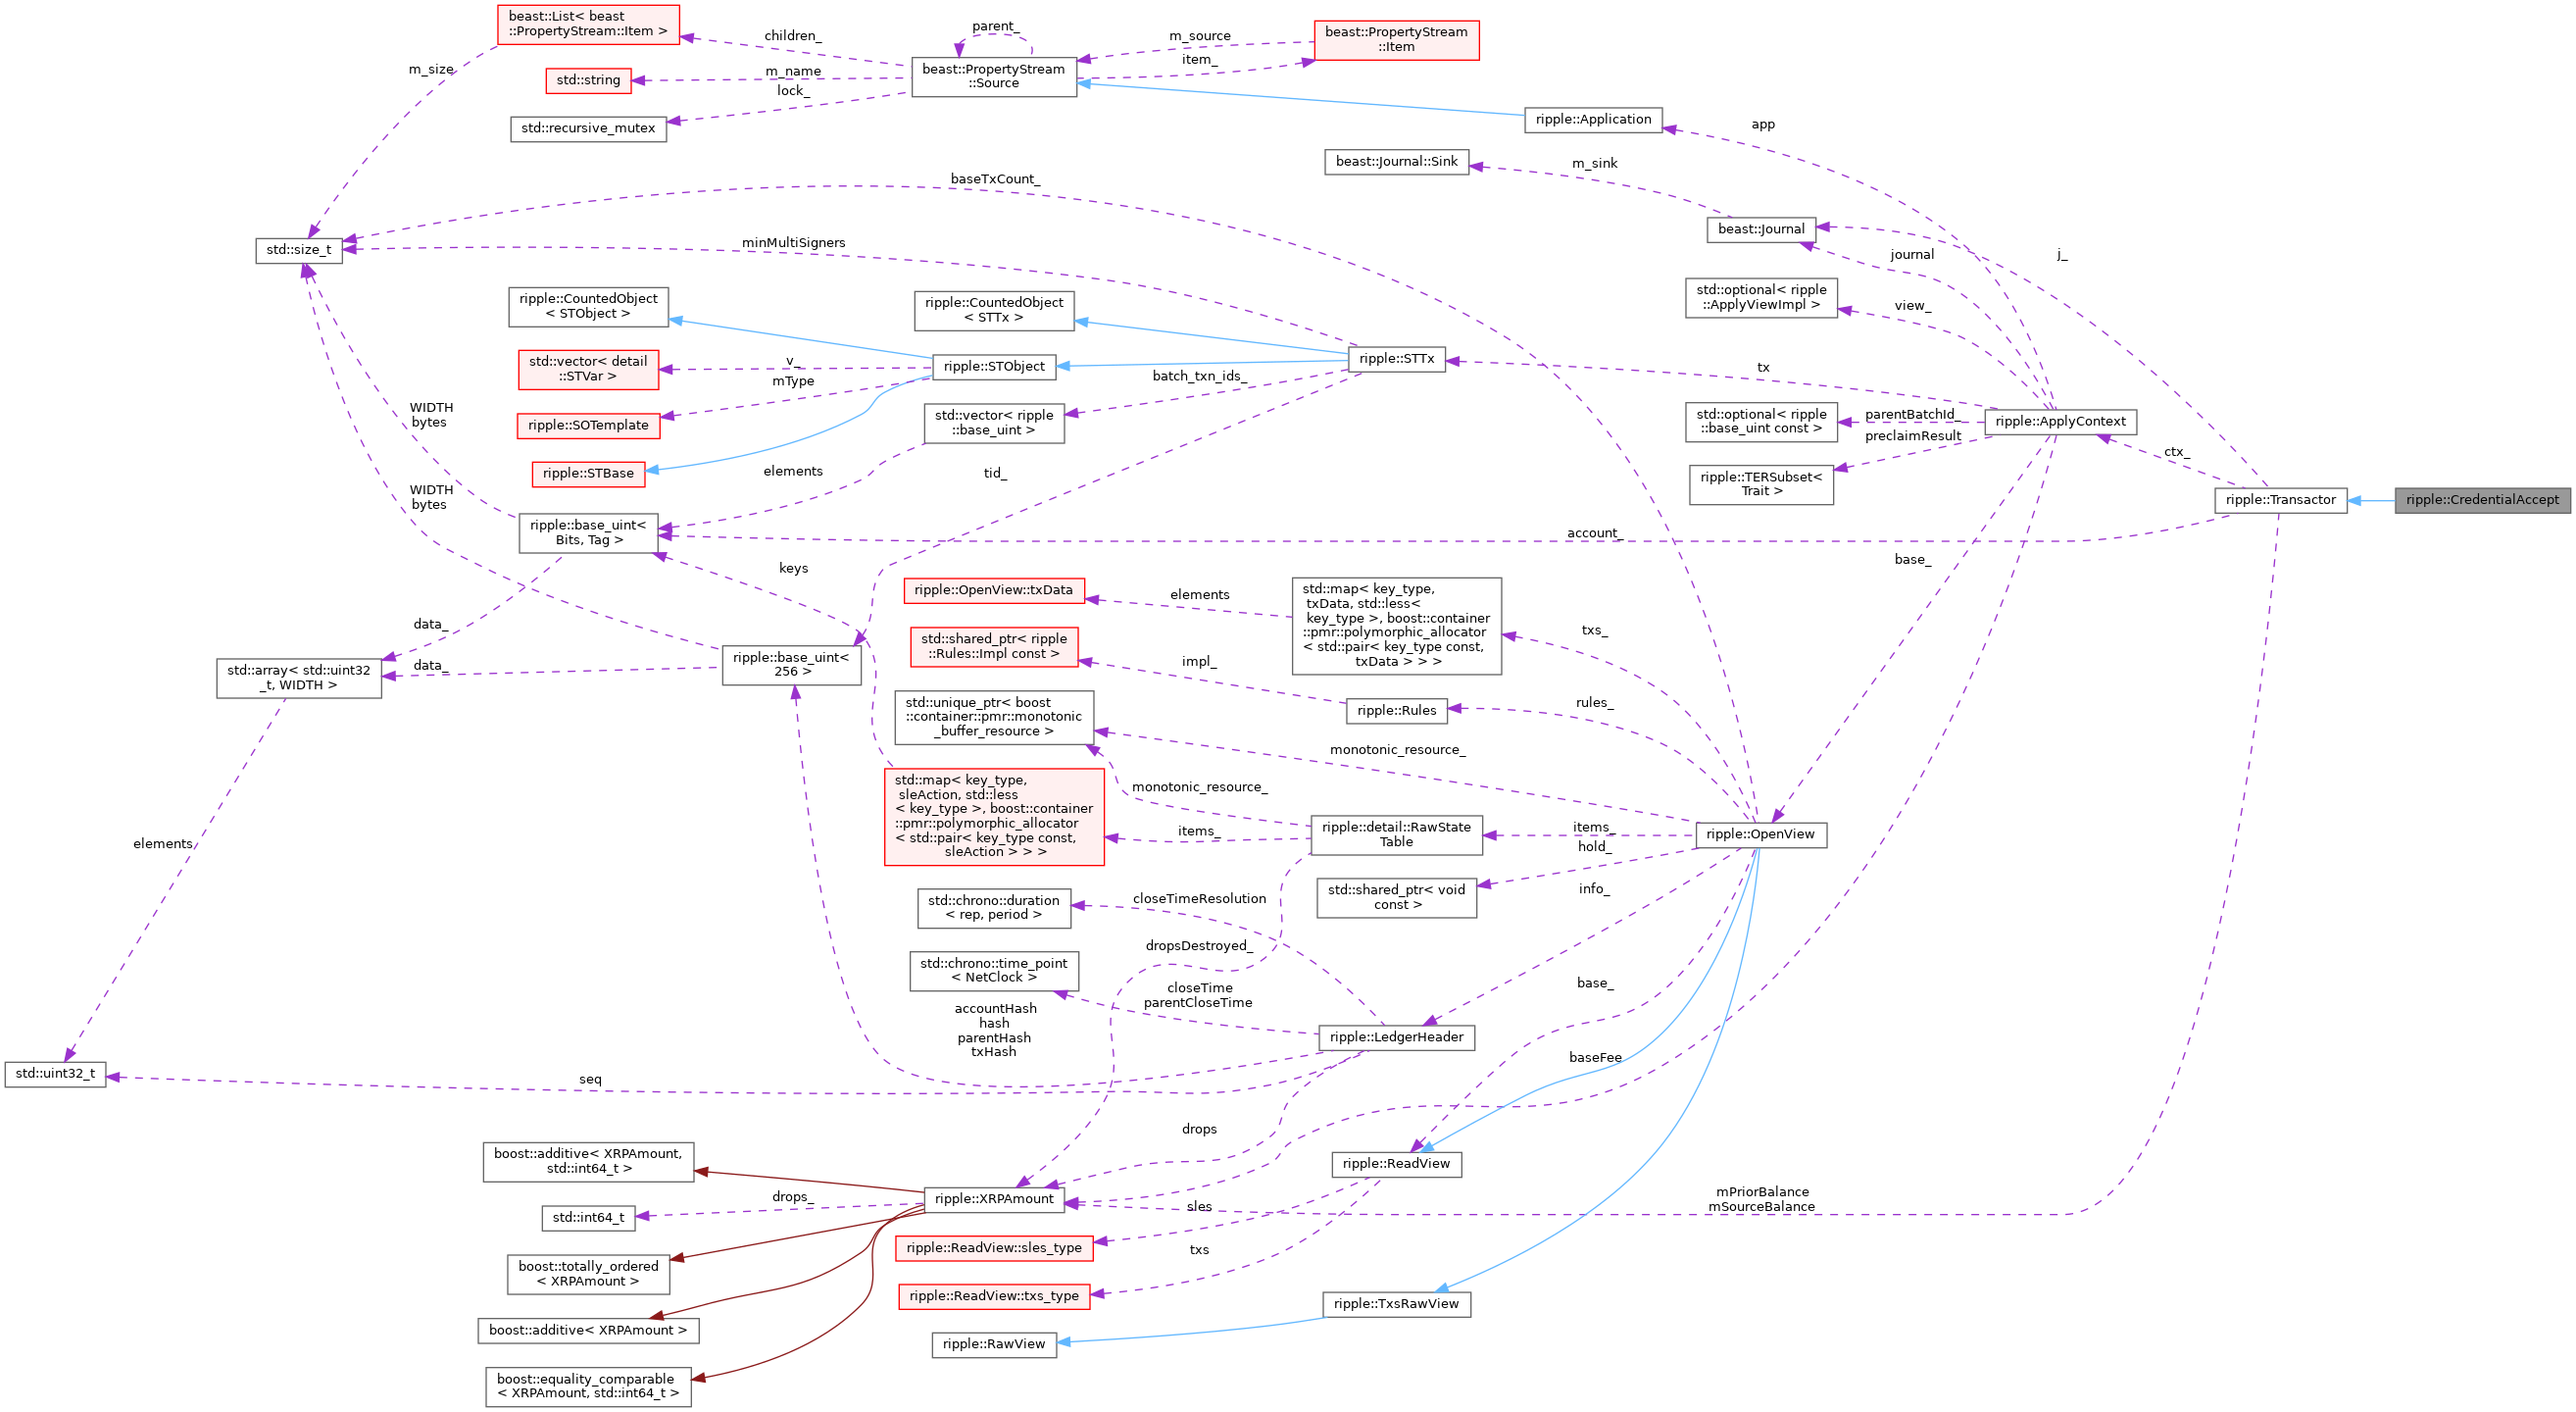 beast::List< beast
::PropertyStream::Item >
parent_
beast::PropertyStream
::Item
children_
m_source
item_
m_size
std::string
m_name
beast::PropertyStream
::Source
lock_
std::recursive_mutex
ripple::Application
app
beast::Journal::Sink
m_sink
baseTxCount_
beast::Journal
std::size_t
minMultiSigners
journal
j_
ripple::CountedObject
< STObject >
ripple::CountedObject
< STTx >
std::optional< ripple
::ApplyViewImpl >
view_
std::vector< detail
::STVar >
v_
mType
ripple::STObject
ripple::STTx
tx
batch_txn_ids_
WIDTH
bytes
ripple::SOTemplate
std::vector< ripple
::base_uint >
std::optional< ripple
::base_uint const >
parentBatchId_
preclaimResult
ripple::ApplyContext
ripple::STBase
elements
tid_
ripple::TERSubset<
Trait >
ctx_
WIDTH
bytes
ripple::Transactor
ripple::CredentialAccept
ripple::base_uint<
Bits, Tag >
account_
keys
base_
ripple::OpenView::txData
elements
std::map< key_type,
txData, std::less<
key_type >, boost::container
::pmr::polymorphic_allocator
< std::pair< key_type const,
txData > > >
txs_
data_
std::shared_ptr< ripple
::Rules::Impl const >
impl_
std::array< std::uint32
_t, WIDTH >
data_
ripple::base_uint<
256 >
std::unique_ptr< boost
::container::pmr::monotonic
_buffer_resource >
ripple::Rules
rules_
monotonic_resource_
monotonic_resource_
std::map< key_type,
sleAction, std::less
< key_type >, boost::container
::pmr::polymorphic_allocator
< std::pair< key_type const,
sleAction > > >
items_
ripple::detail::RawState
Table
items_
hold_
ripple::OpenView
elements
std::shared_ptr< void
const >
info_
std::chrono::duration
< rep, period >
closeTimeResolution
dropsDestroyed_
std::chrono::time_point
< NetClock >
closeTime
parentCloseTime
base_
accountHash
hash
parentHash
txHash
ripple::LedgerHeader
baseFee
std::uint32_t
seq
drops
boost::additive< XRPAmount,
std::int64_t >
ripple::ReadView
drops_
ripple::XRPAmount
std::int64_t
sles
mPriorBalance
mSourceBalance
ripple::ReadView::sles_type
txs
boost::totally_ordered
< XRPAmount >
ripple::ReadView::txs_type
ripple::TxsRawView
boost::additive< XRPAmount >
ripple::RawView
boost::equality_comparable
< XRPAmount, std::int64_t >